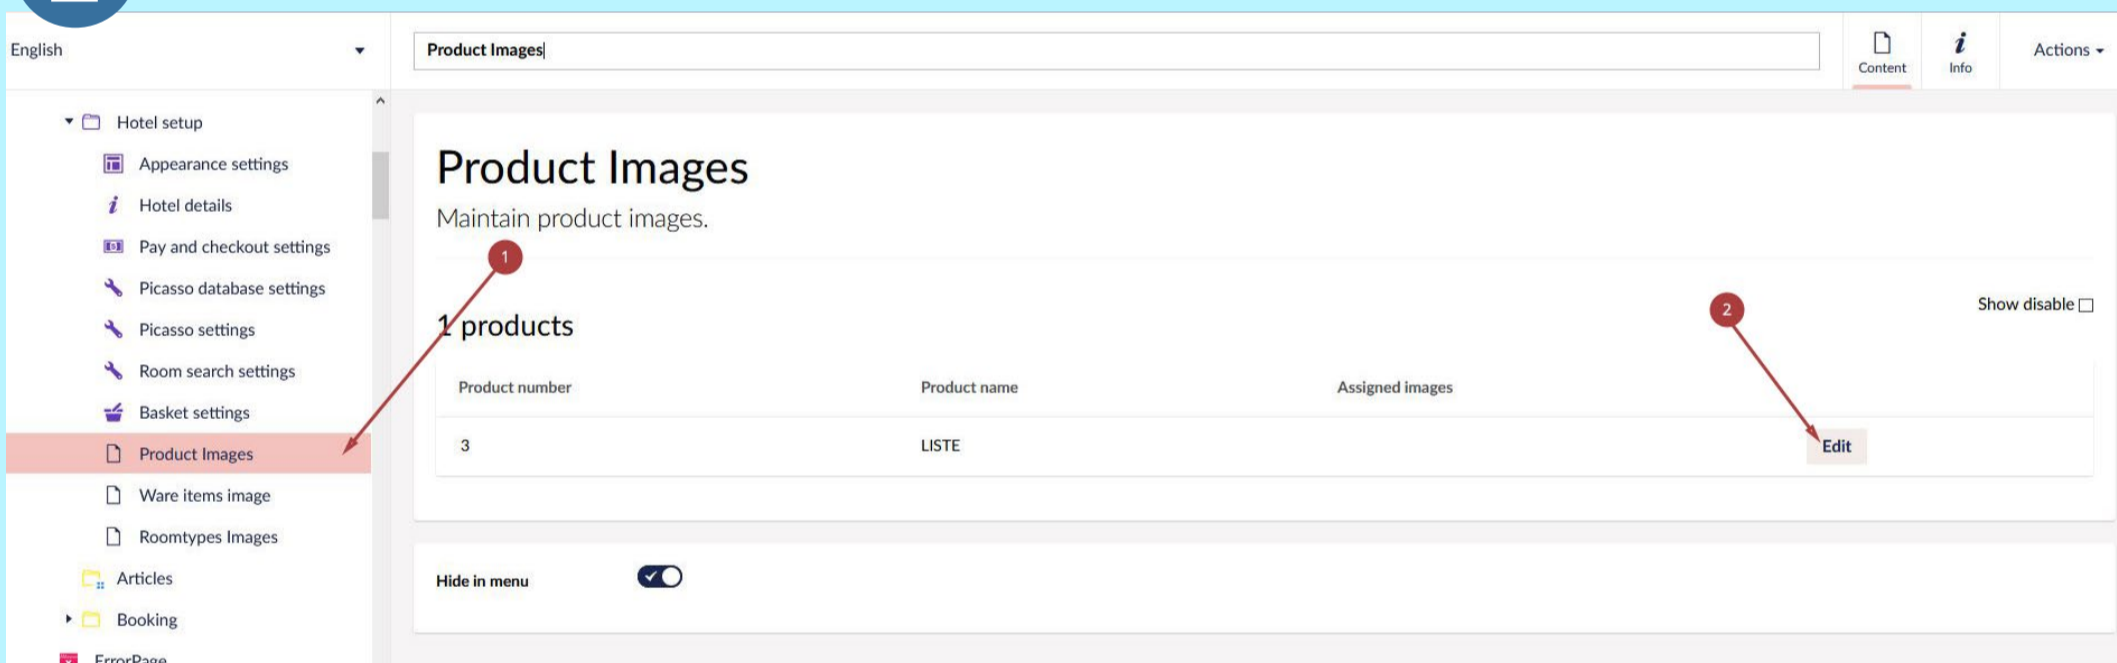 English
Product Images
Content
Info
Actions
Hotel setup
Appearance settings
Hotel details
Pay and checkout settings
Picasso database settings
Picasso settings
Room search settings
Basket settings
Product Images
Ware items image
Roomtypes Images
Articles
Booking
ErrorPage
Product Images
Maintain product images.
1
1 products
2
Show disable
Product number Product name Assigned images
3 LISTE Edit
Hide in menu